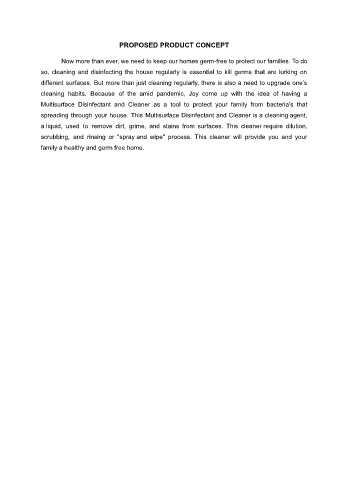 PROPOSED PRODUCT CONCEPT
Now more than ever, we need to keep our homes germ-free to protect our families. To do
so, cleaning and disinfecting the house regularly is essential to kill germs that are lurking on
different surfaces. But more than just cleaning regularly, there is also a need to upgrade one's
cleaning habits. Because of the amid pandemic, Joy come up with the idea of having a
Multisurface Disinfectant and Cleaner as a tool to protect your family from bacteria's that
spreading through your house. This Multisurface Disinfectant and Cleaner is a cleaning agent,
a liquid, used to remove dirt, grime, and stains from surfaces. This cleaner require dilution,
scrubbing, and rinsing or "spray and wipe" process. This cleaner will provide you and your
family a healthy and germ free home.